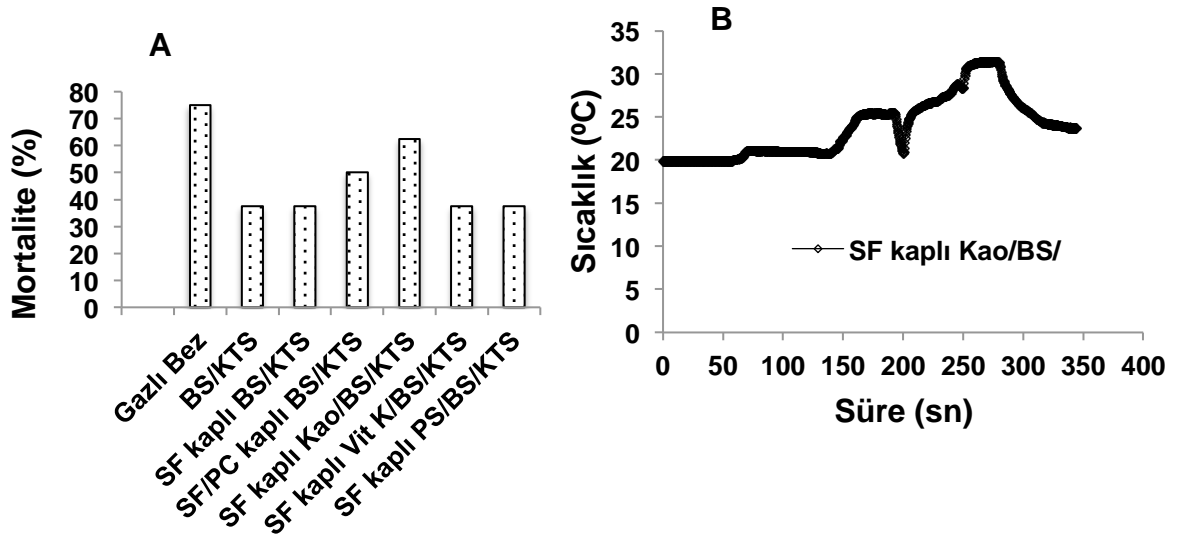 A
Mortalite (%)
80
70
60
50
40
30
20
10
0
Gazlı Bez
BS/KTS
SF kaplı BS/KTS
SF/PC kaplı BS/KTS
SF kaplı Kao/BS/KTS
SF kaplı Vit K/BS/KTS
SF kaplı PS/BS/KTS
B
Sıcaklık (ºC)
35
30
25
20
15
10
5
0
SF kaplı Kao/BS/
0 50 100 150 200 250 300 350 400
Süre (sn)